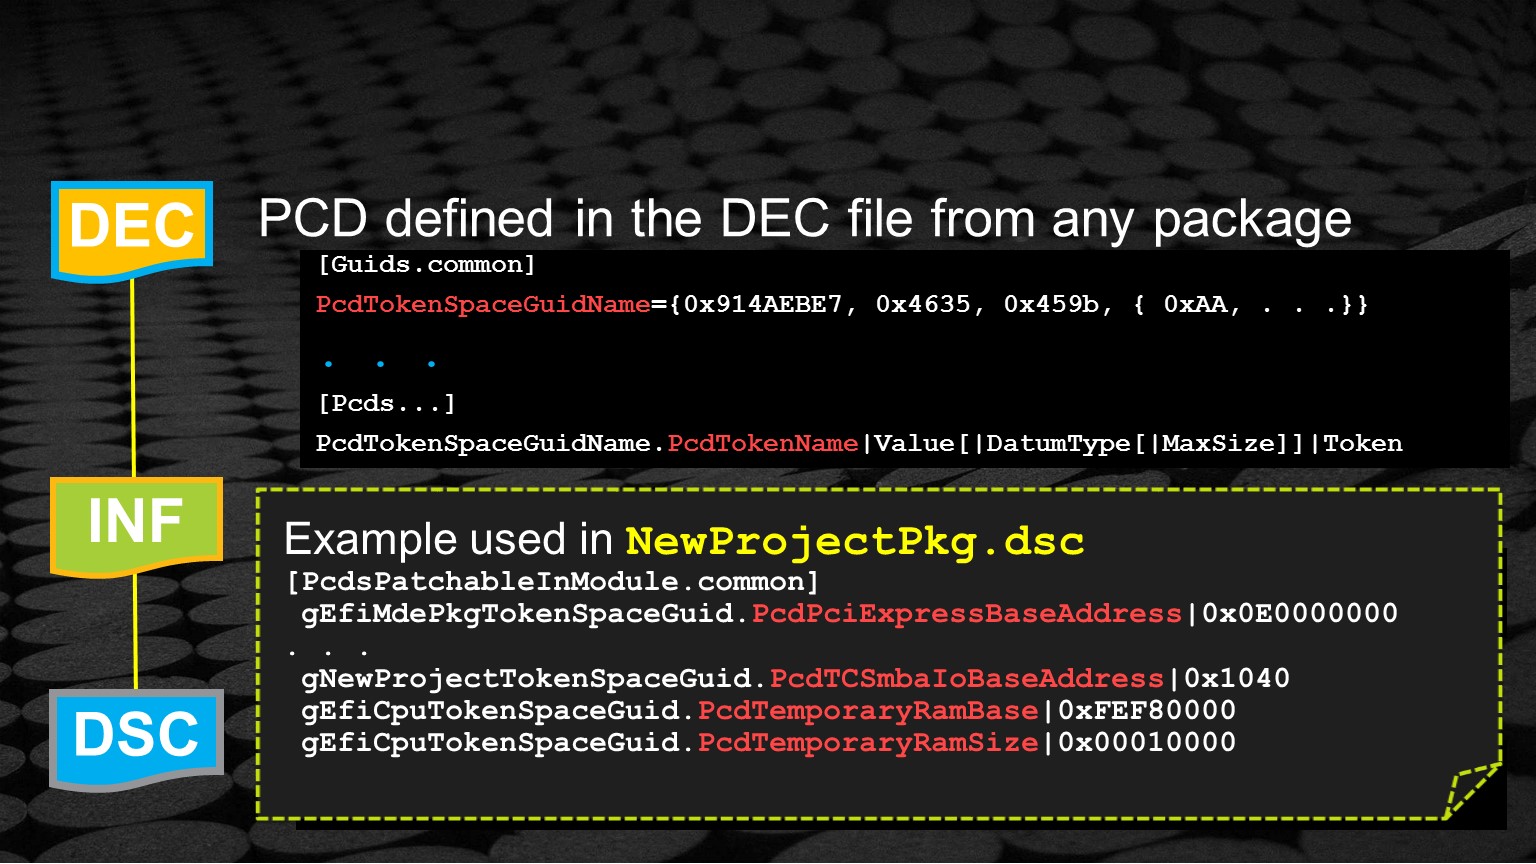 DEC
PCD defined in the DEC file from any package
[Guids.common]
PcdTokenSpaceGuidName={0x914AEBE7, 0x4635, 0x459b, { 0xAA, . . .}}
. . .
[Pcds...]
PcdTokenSpaceGuidName.PcdTokenName|Value[|DatumType[|MaxSize]]|Token
INF
Example used in NewProjectPkg.dsc
[PcdsPatchableInModule.common]
gEfiMdePkgTokenSpaceGuid.PcdPciExpressBaseAddress|0x0E0000000
. . .
gNewProjectTokenSpaceGuid.PcdTCSmbaIoBaseAddress|0x1040
gEfiCpuTokenSpaceGuid.PcdTemporaryRamBase|0xFEF80000
gEfiCpuTokenSpaceGuid.PcdTemporaryRamSize|0x00010000
DSC